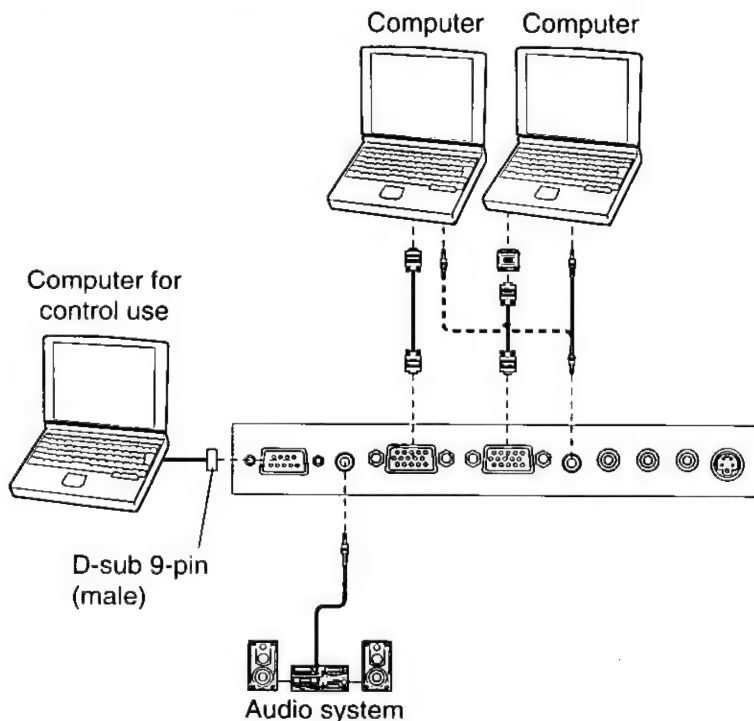 Computer
Computer
Computer for
control use
D-sub 9-pin
(male)
Audio system